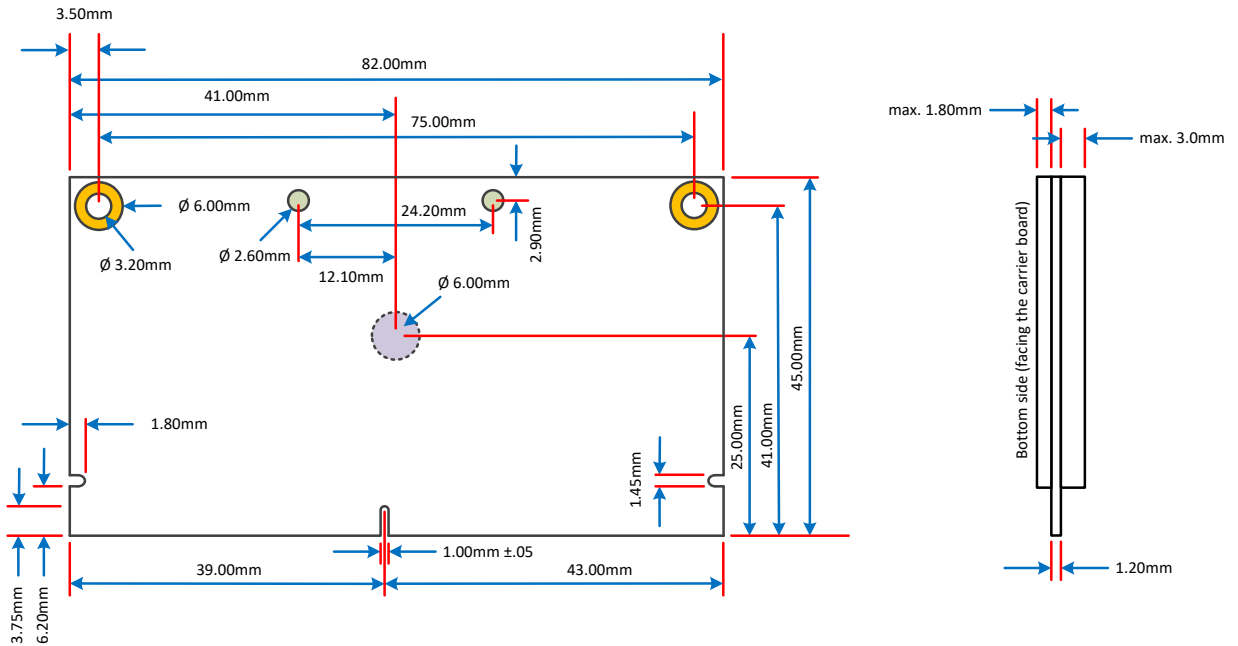 3.50mm
82.00mm
41.00mm
75.00mm
max. 1.80mm
max. 3.0mm
Ø 6.00mm
24.20mm
2.90mm
Ø 3.20mm
Ø 2.60mm
12.10mm
Ø 6.00mm
Bottom side (facing the carrier board)
45.00mm
41.00mm
25.00mm
1.80mm
1.45mm
1.00mm ±.05
39.00mm
43.00mm
1.20mm
3.75mm
6.20mm